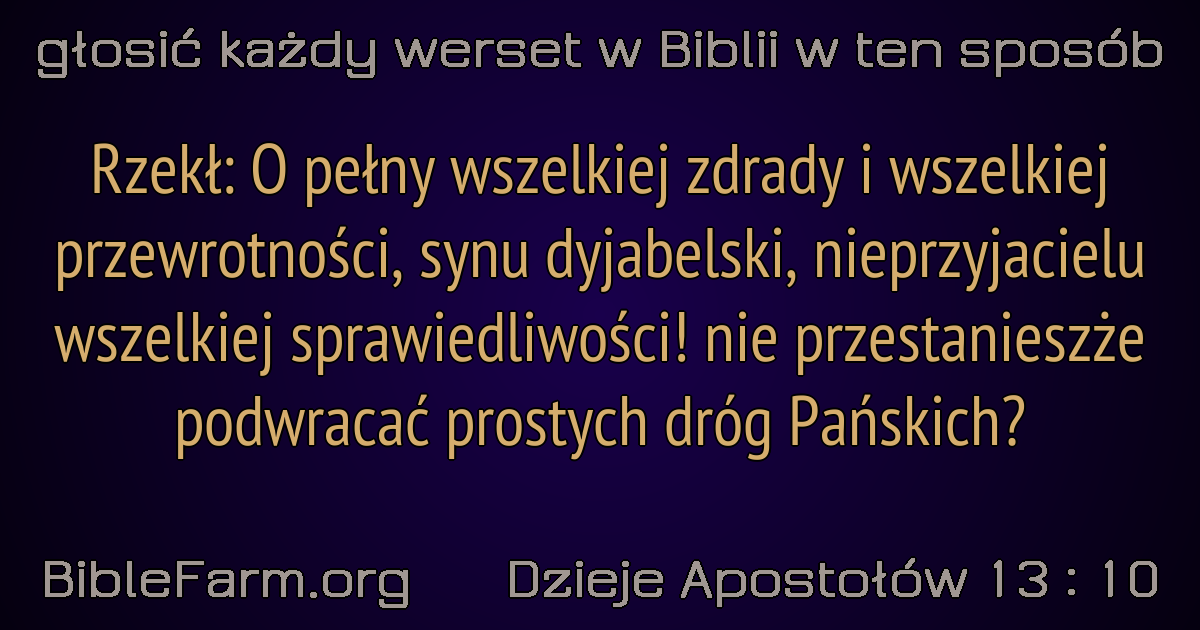 głosić każdy werset w Biblii w ten sposób
Rzekł: O pełny wszelkiej zdrady i wszelkiej
przewrotności, synu dyjabelski, nieprzyjacielu
wszelkiej sprawiedliwości! nie przestanieszże
podwracać prostych dróg Pańskich?
BibleFarm.org Dzieje Apostołów 13 : 10